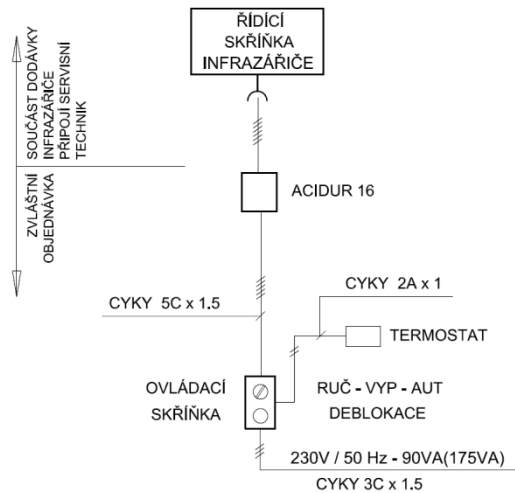 ŘÍDÍCÍ
SKŘÍŇKA
INFRAZÁŘIČE
SOUČÁST DODÁVKY
INFRAZÁŘIČE
PŘIPOJÍ SERVISNÍ
TECHNIK
ZVLÁŠTNÍ
OBJEDNÁVKA
ACIDUR 16
CYKY 5C x 1.5
CYKY 2A x 1
TERMOSTAT
OVLÁDACÍ
SKŘÍŇKA
RUČ - VYP - AUT
DEBLOKACE
230V / 50 Hz - 90VA(175VA)
CYKY 3C x 1.5